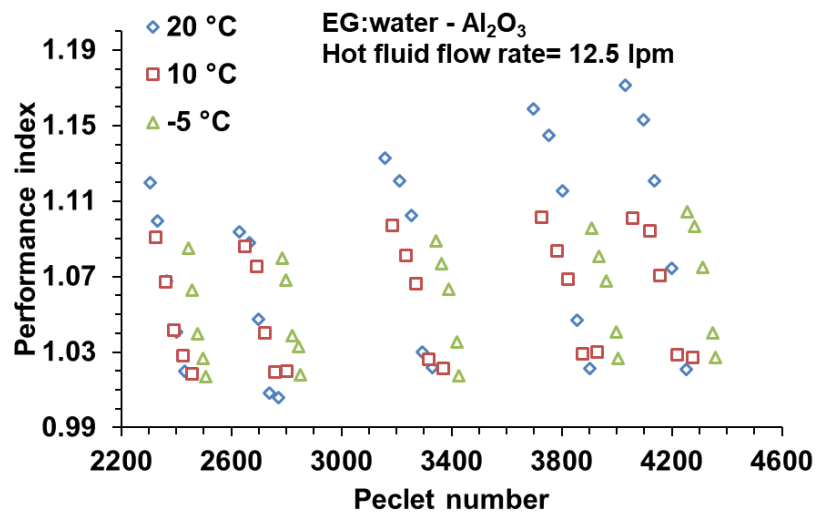 EG:water - Al₂O₃
Hot fluid flow rate= 12.5 lpm
20 °C
10 °C
-5 °C
Performance index
1.19
1.15
1.11
1.07
1.03
0.99
2200 2600 3000 3400 3800 4200 4600
Peclet number